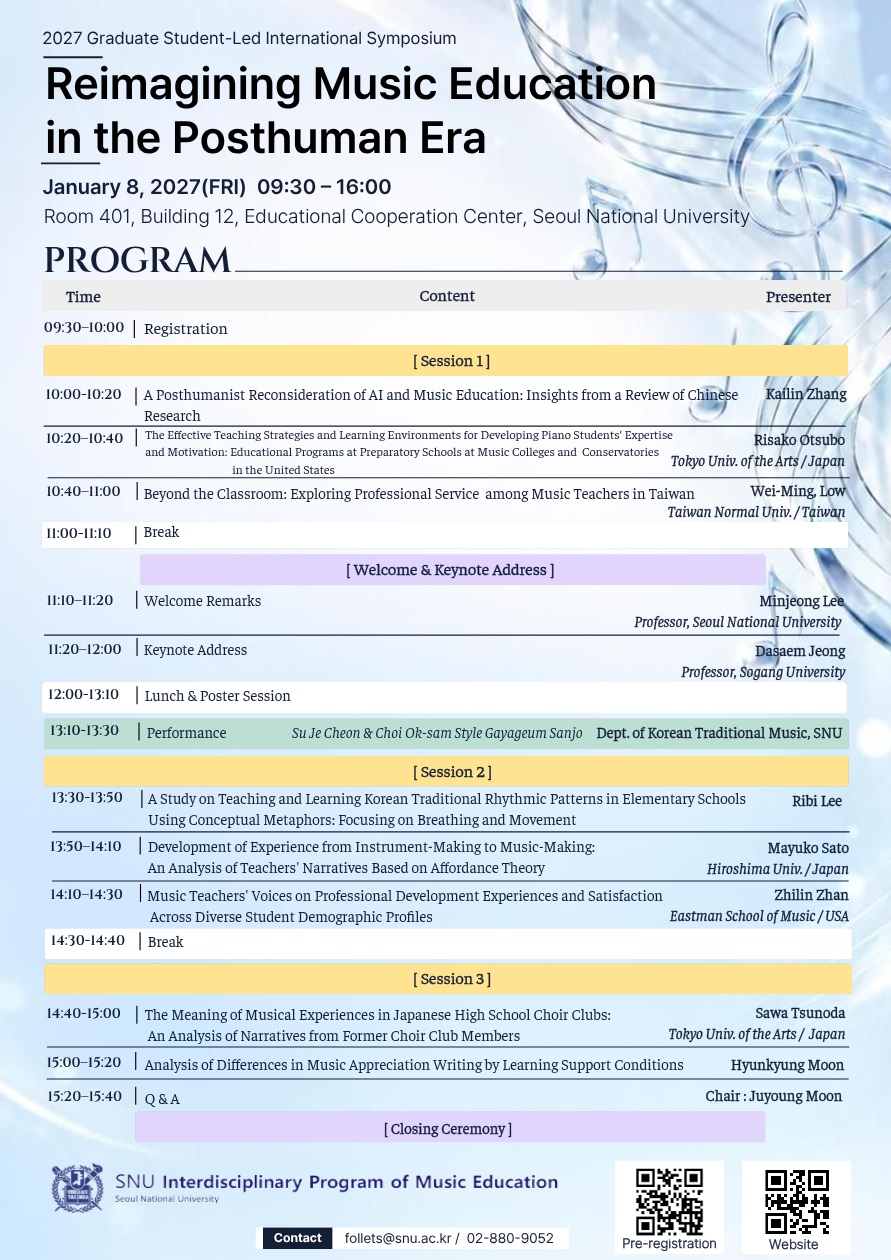 2027 Graduate Student-Led International Symposium
Reimagining Music Education
in the Posthuman Era
January 8, 2027(FRI)  09:30 – 16:00
Room 401, Building 12, Educational Cooperation Center, Seoul National University
PROGRAM
Time Content Presenter
09:30–10:00 | Registration
[ Session 1 ]
10:00-10:20 | A Posthumanist Reconsideration of AI and Music Education: Insights from a Review of Chinese Kailin Zhang
Research
10:20–10:40 | The Effective Teaching Strategies and Learning Environments for Developing Piano Students' Expertise
Risako Otsubo
and Motivation: Educational Programs at Preparatory Schools at Music Colleges and Conservatories
Tokyo Univ. of the Arts / Japan
in the United States
10:40–11:00 | Beyond the Classroom: Exploring Professional Service among Music Teachers in Taiwan Wei-Ming, Low
Taiwan Normal Univ. / Taiwan
11:00-11:10 | Break
[ Welcome & Keynote Address ]
11:10–11:20 | Welcome Remarks Minjeong Lee
Professor, Seoul National University
11:20–12:00 | Keynote Address Dasaem Jeong
Professor, Sogang University
12:00-13:10 | Lunch & Poster Session
13:10-13:30 | Performance Su Je Cheon & Choi Ok-sam Style Gayageum Sanjo Dept. of Korean Traditional Music, SNU
[ Session 2 ]
13:30-13:50 | A Study on Teaching and Learning Korean Traditional Rhythmic Patterns in Elementary Schools Ribi Lee
Using Conceptual Metaphors: Focusing on Breathing and Movement
13:50–14:10 | Development of Experience from Instrument-Making to Music-Making: Mayuko Sato
An Analysis of Teachers' Narratives Based on Affordance Theory Hiroshima Univ. / Japan
14:10–14:30 | Music Teachers' Voices on Professional Development Experiences and Satisfaction Zhilin Zhan
Across Diverse Student Demographic Profiles Eastman School of Music / USA
14:30-14:40 | Break
[ Session 3 ]
14:40-15:00 | The Meaning of Musical Experiences in Japanese High School Choir Clubs: Sawa Tsunoda
An Analysis of Narratives from Former Choir Club Members Tokyo Univ. of the Arts / Japan
15:00–15:20 | Analysis of Differences in Music Appreciation Writing by Learning Support Conditions Hyunkyung Moon
15:20–15:40 | Q & A Chair : Juyoung Moon
[ Closing Ceremony ]
SNU Interdisciplinary Program of Music Education
Seoul National University
Contact follets@snu.ac.kr / 02-880-9052
Pre-registration Website